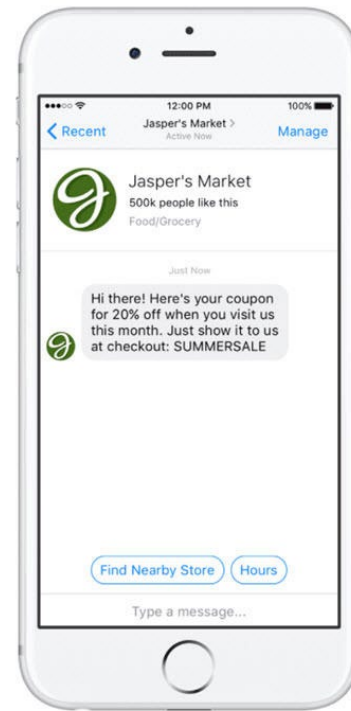 12:00 PM
100%
Recent
Jasper's Market >
Active Now
Manage
Jasper's Market
500k people like this
Food/Grocery
Just Now
Hi there! Here's your coupon
for 20% off when you visit us
this month. Just show it to us
at checkout: SUMMERSALE
Find Nearby Store
Hours
Type a message...